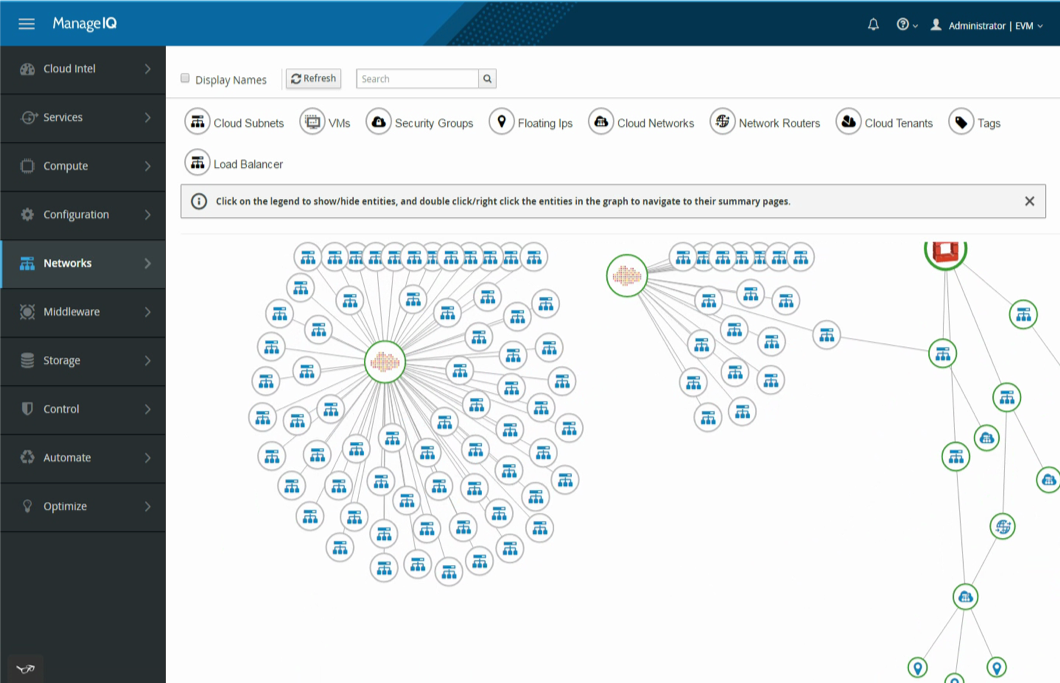 ManageIQ
Administrator | EVM
Cloud Intel
Services
Compute
Configuration
Networks
Middleware
Storage
Control
Automate
Optimize
Display Names
Refresh
Search
Cloud Subnets
VMs
Security Groups
Floating Ips
Cloud Networks
Network Routers
Cloud Tenants
Tags
Load Balancer
Click on the legend to show/hide entities, and double click/right click the entities in the graph to navigate to their summary pages.